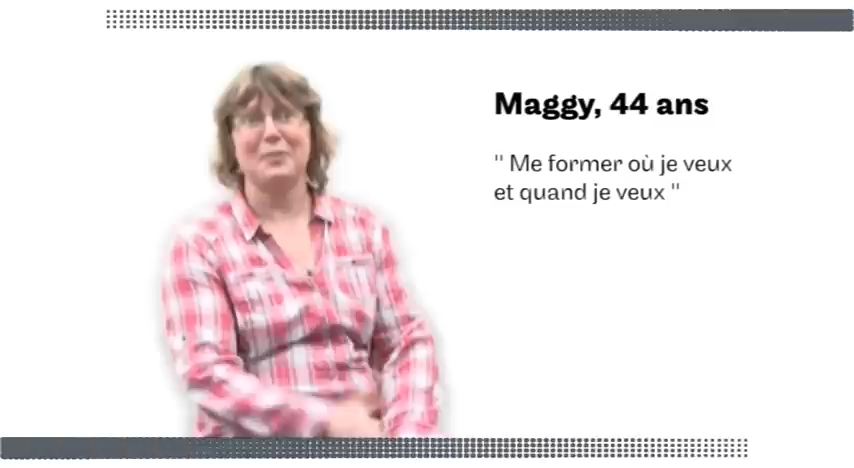 Maggy, 44 ans
" Me former où je veux
et quand je veux "